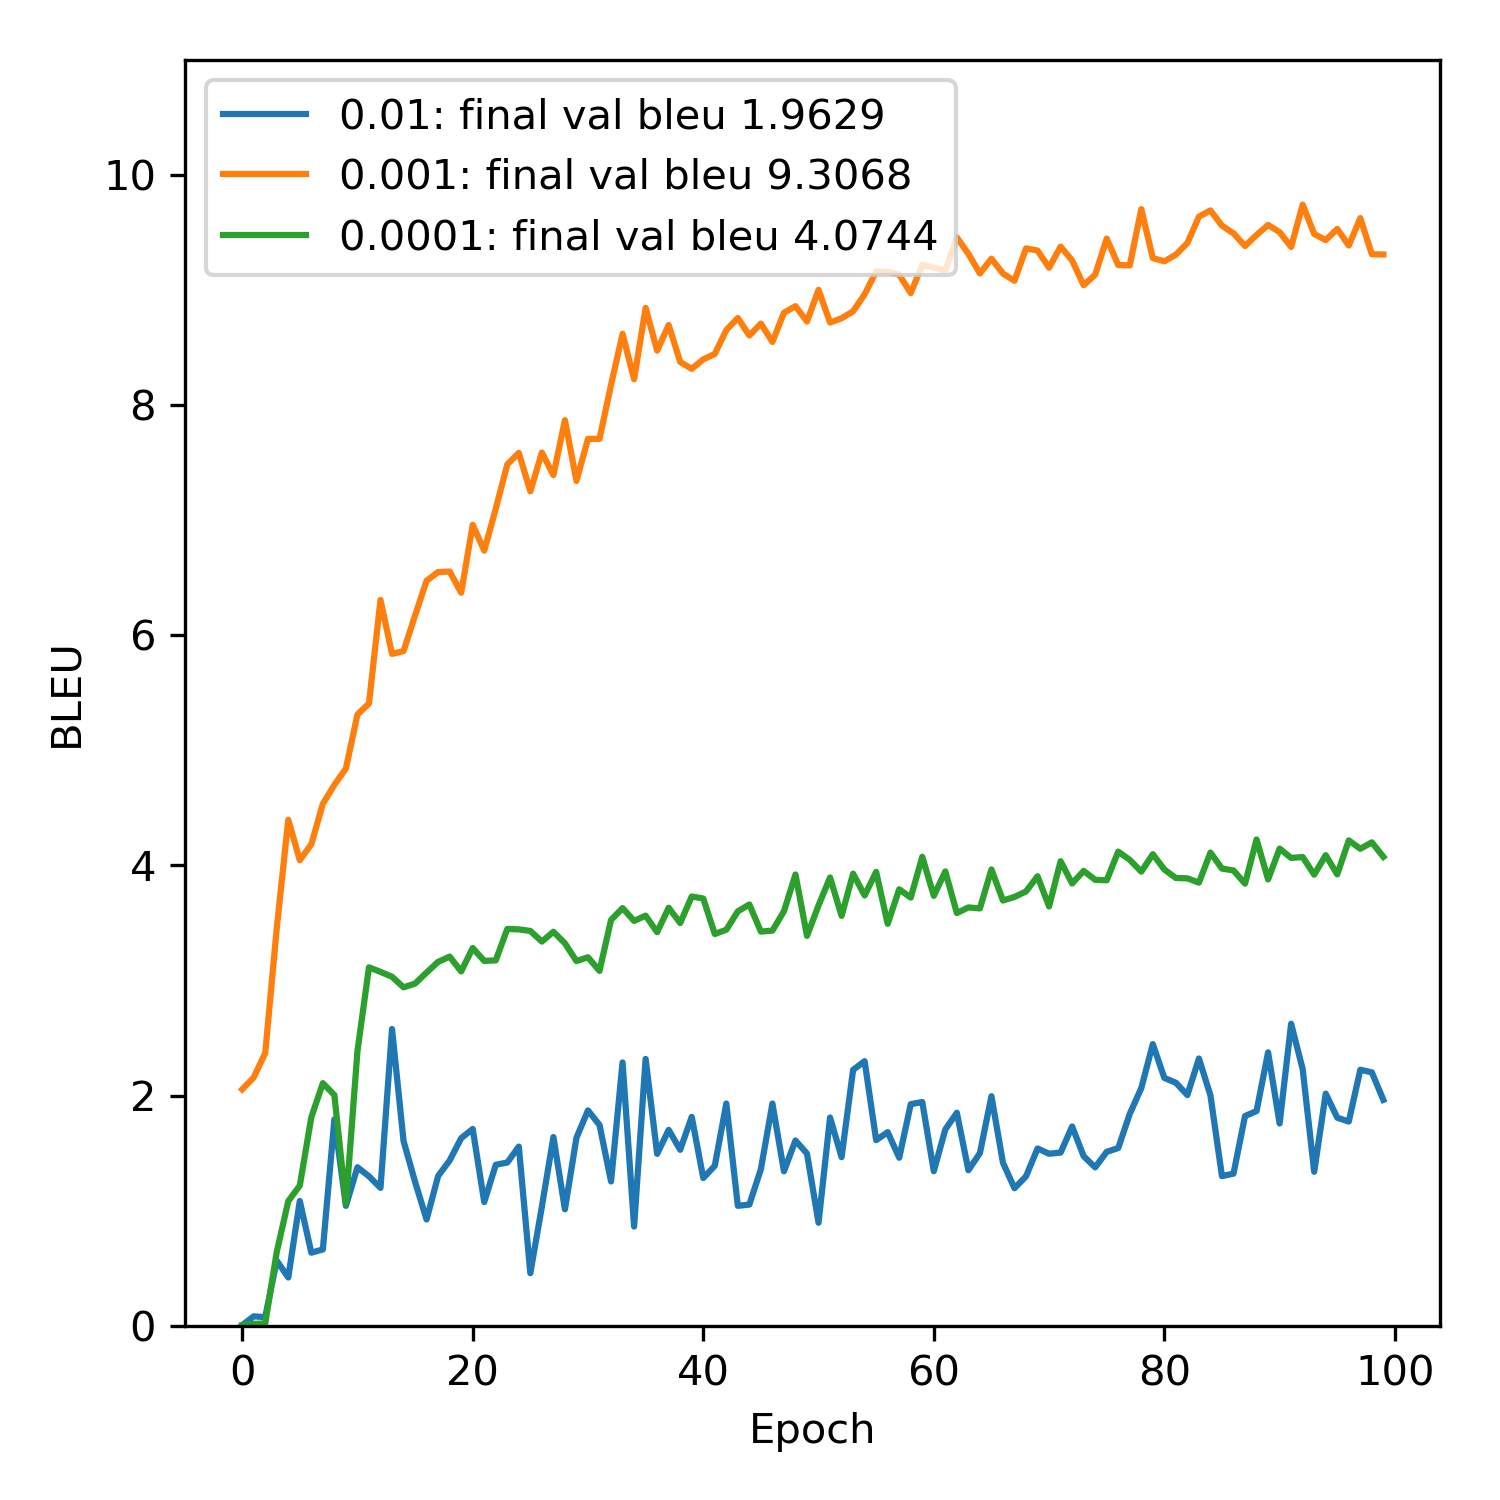 0.01: final val bleu 1.9629
0.001: final val bleu 9.3068
0.0001: final val bleu 4.0744
10
8
6
4
2
0
BLEU
0 20 40 60 80 100
Epoch